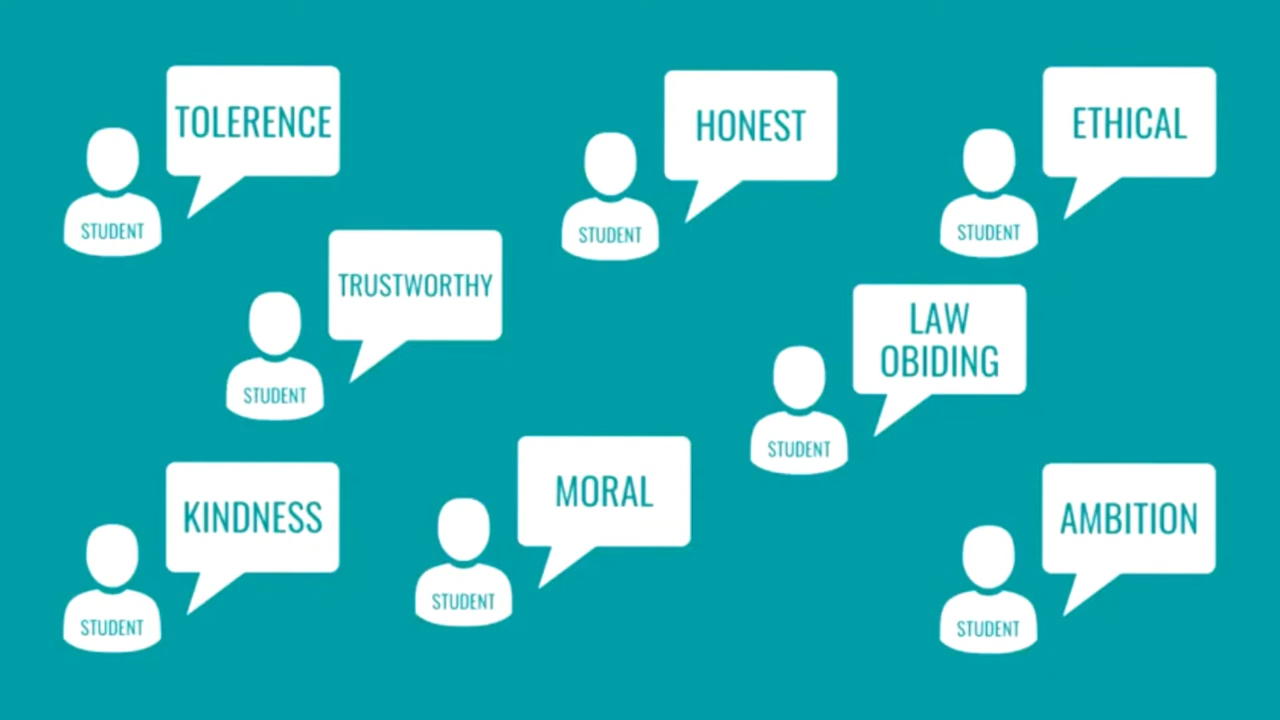 TOLERENCE
STUDENT
HONEST
STUDENT
ETHICAL
STUDENT
TRUSTWORTHY
STUDENT
LAW
OBIDING
STUDENT
KINDNESS
STUDENT
MORAL
STUDENT
AMBITION
STUDENT